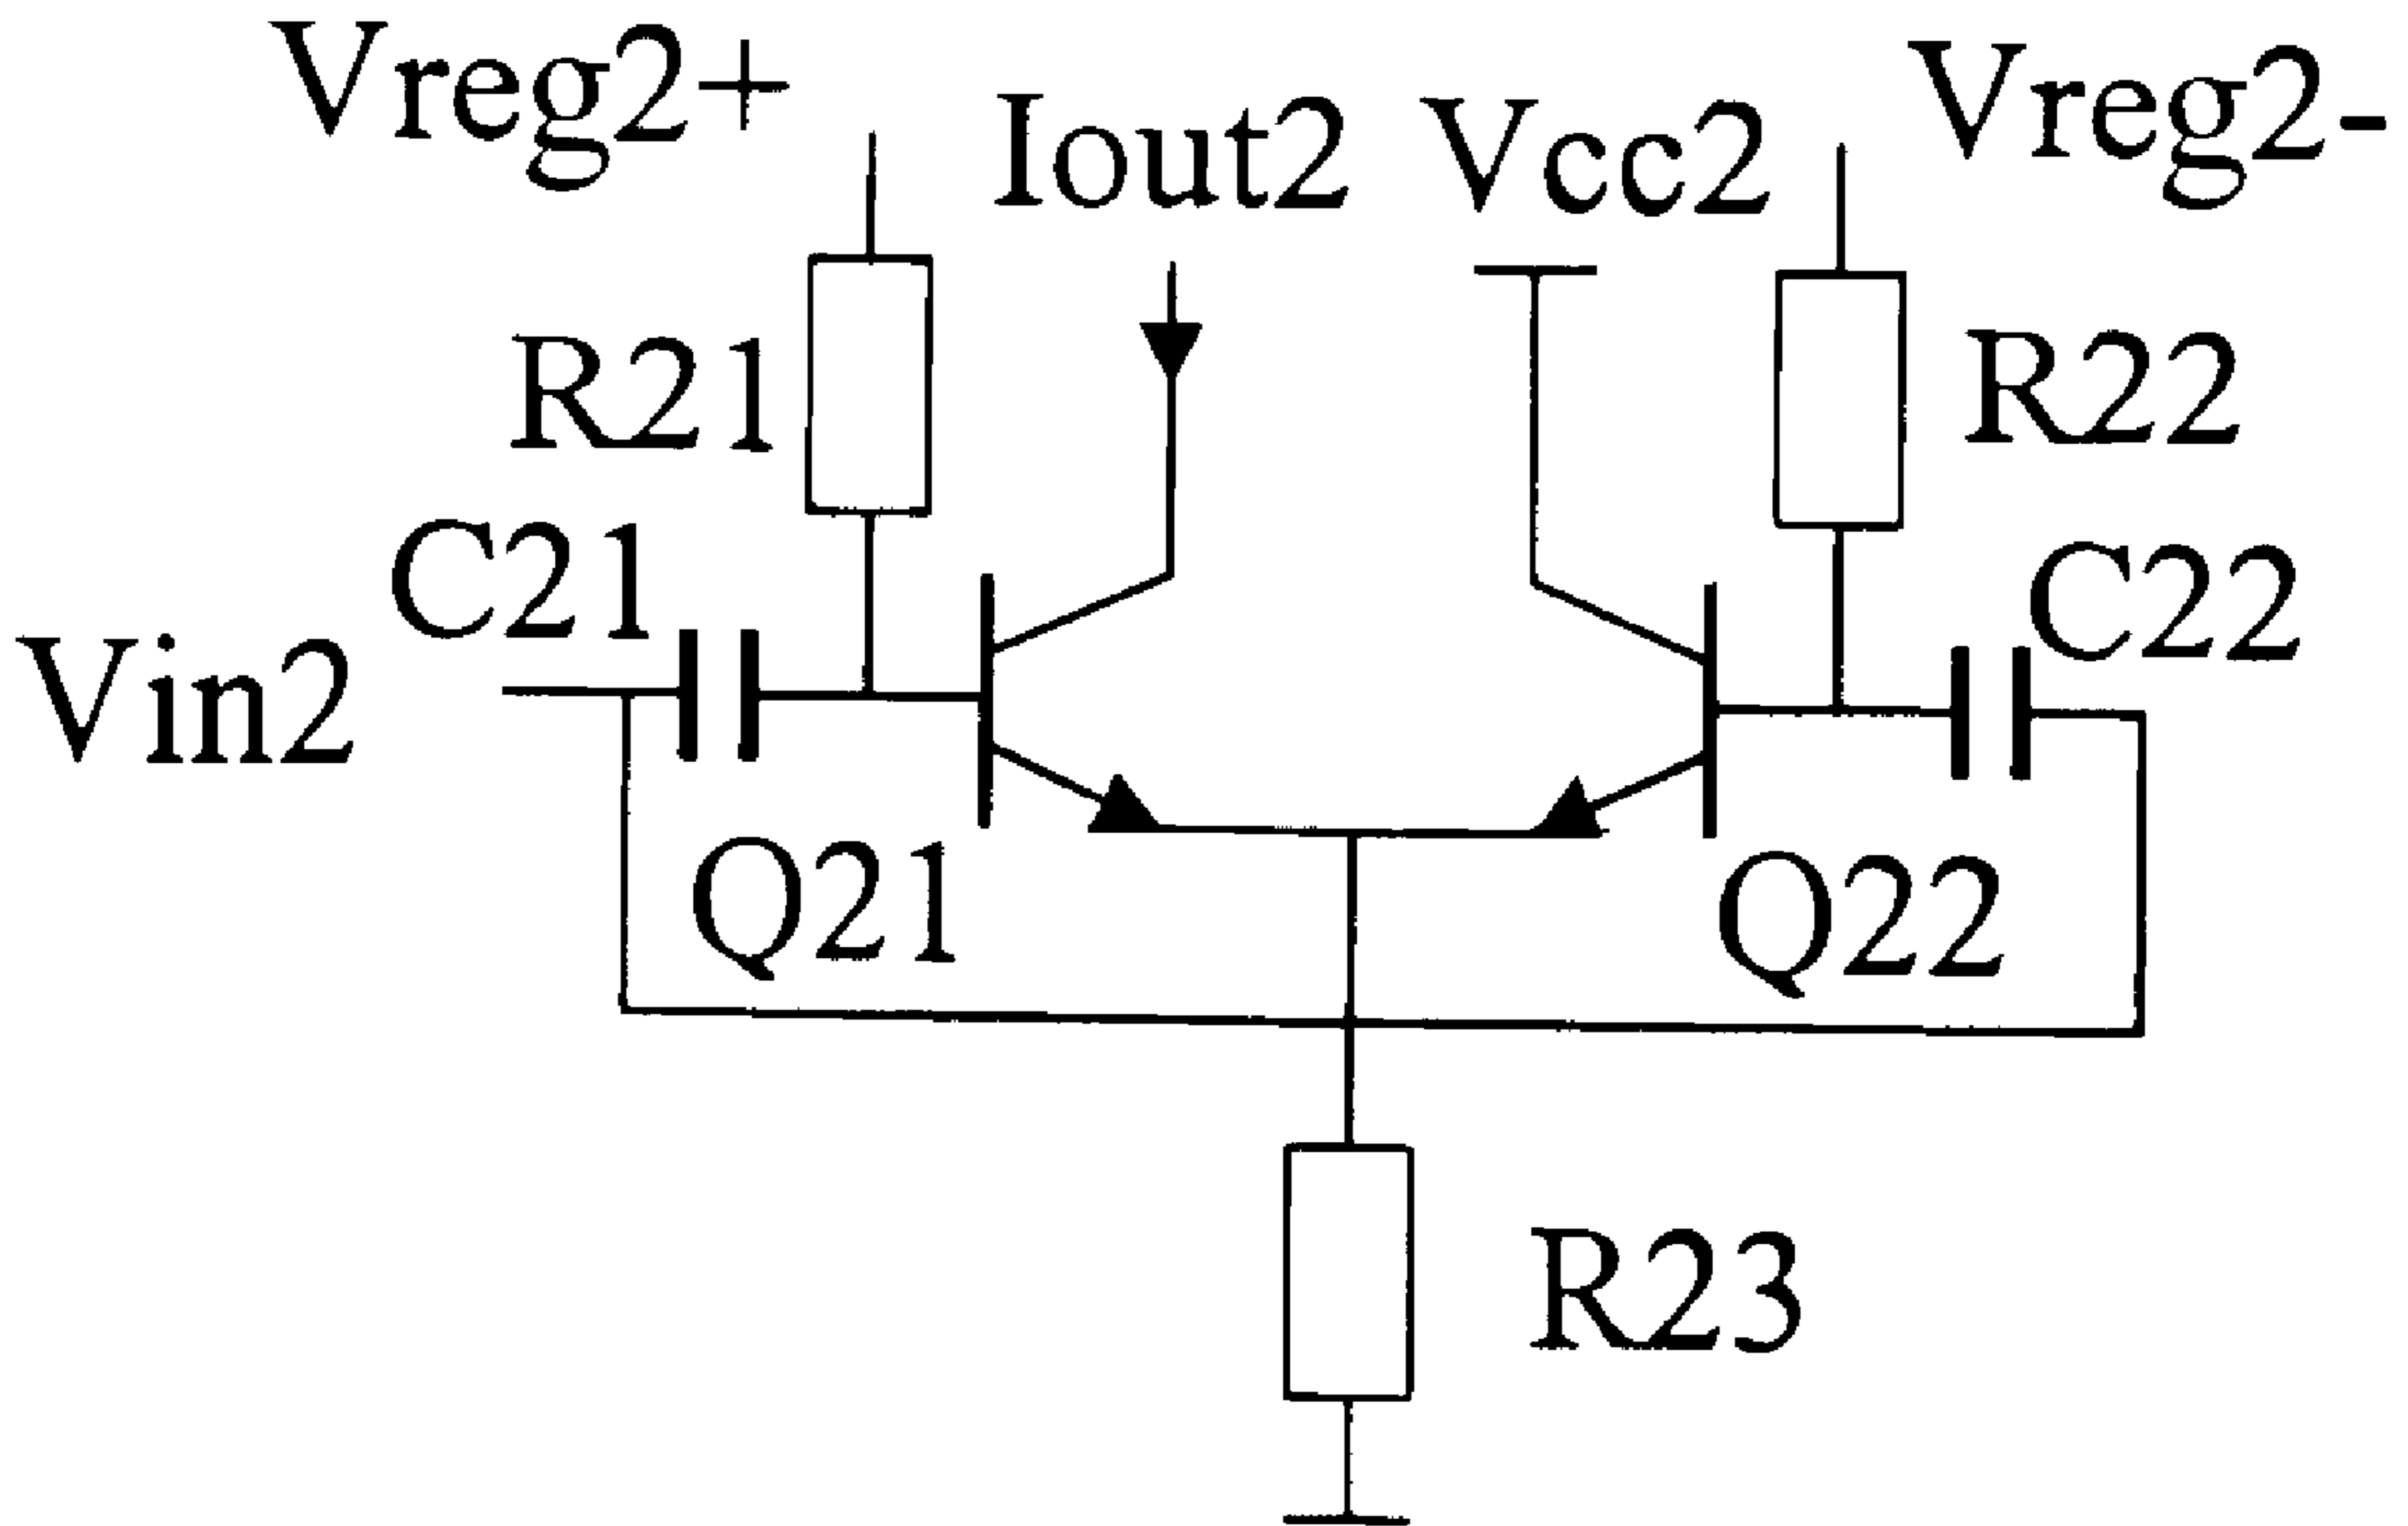 Vreg2+
Iout2
Vcc2
Vreg2-
R21
R22
C21
C22
Vin2
Q21
Q22
R23